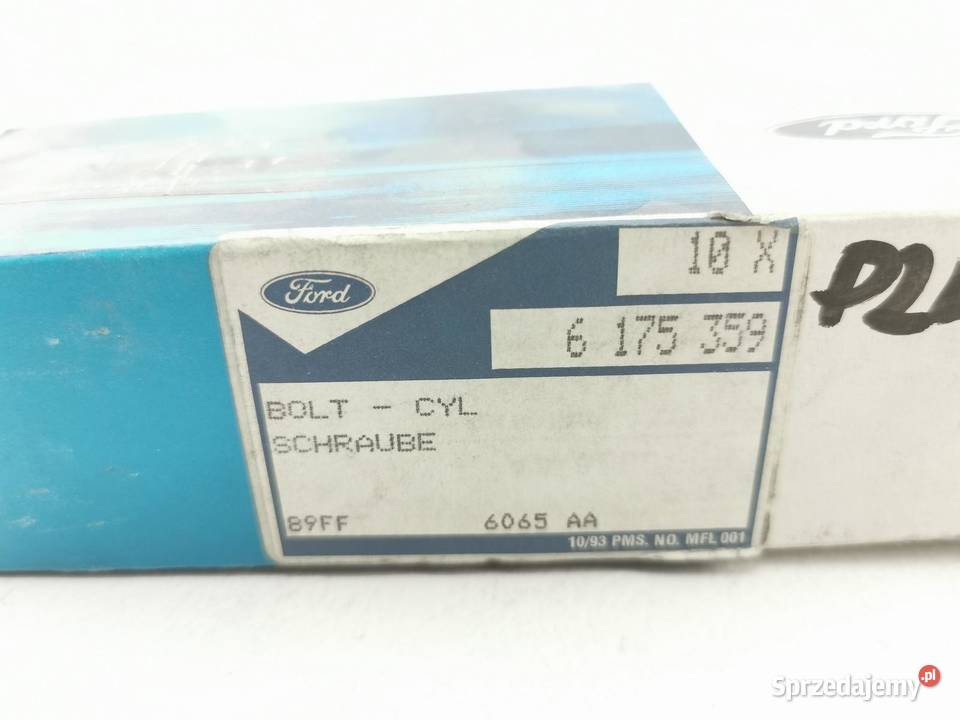 Ford
Ford
10 X
6 175 359
BOLT - CYL
SCHRAUBE
89FF 6065 AA
10/93 PMS. NO. MFL 001
Sprzedajemy.pl